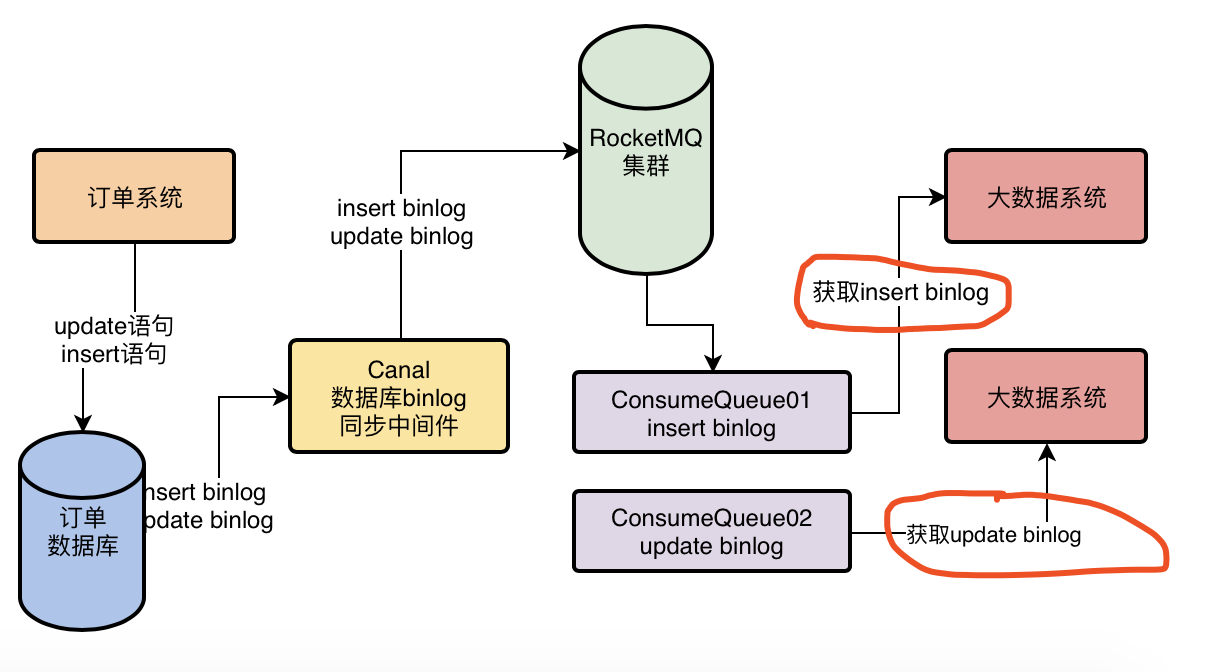 RocketMQ
集群
订单系统
大数据系统
insert binlog
update binlog
获取insert binlog
update语句
insert语句
Canal
数据库binlog
同步中间件
ConsumeQueue01
insert binlog
大数据系统
nsert binlog
pdate binlog
订单
数据库
ConsumeQueue02
update binlog
获取update binlog